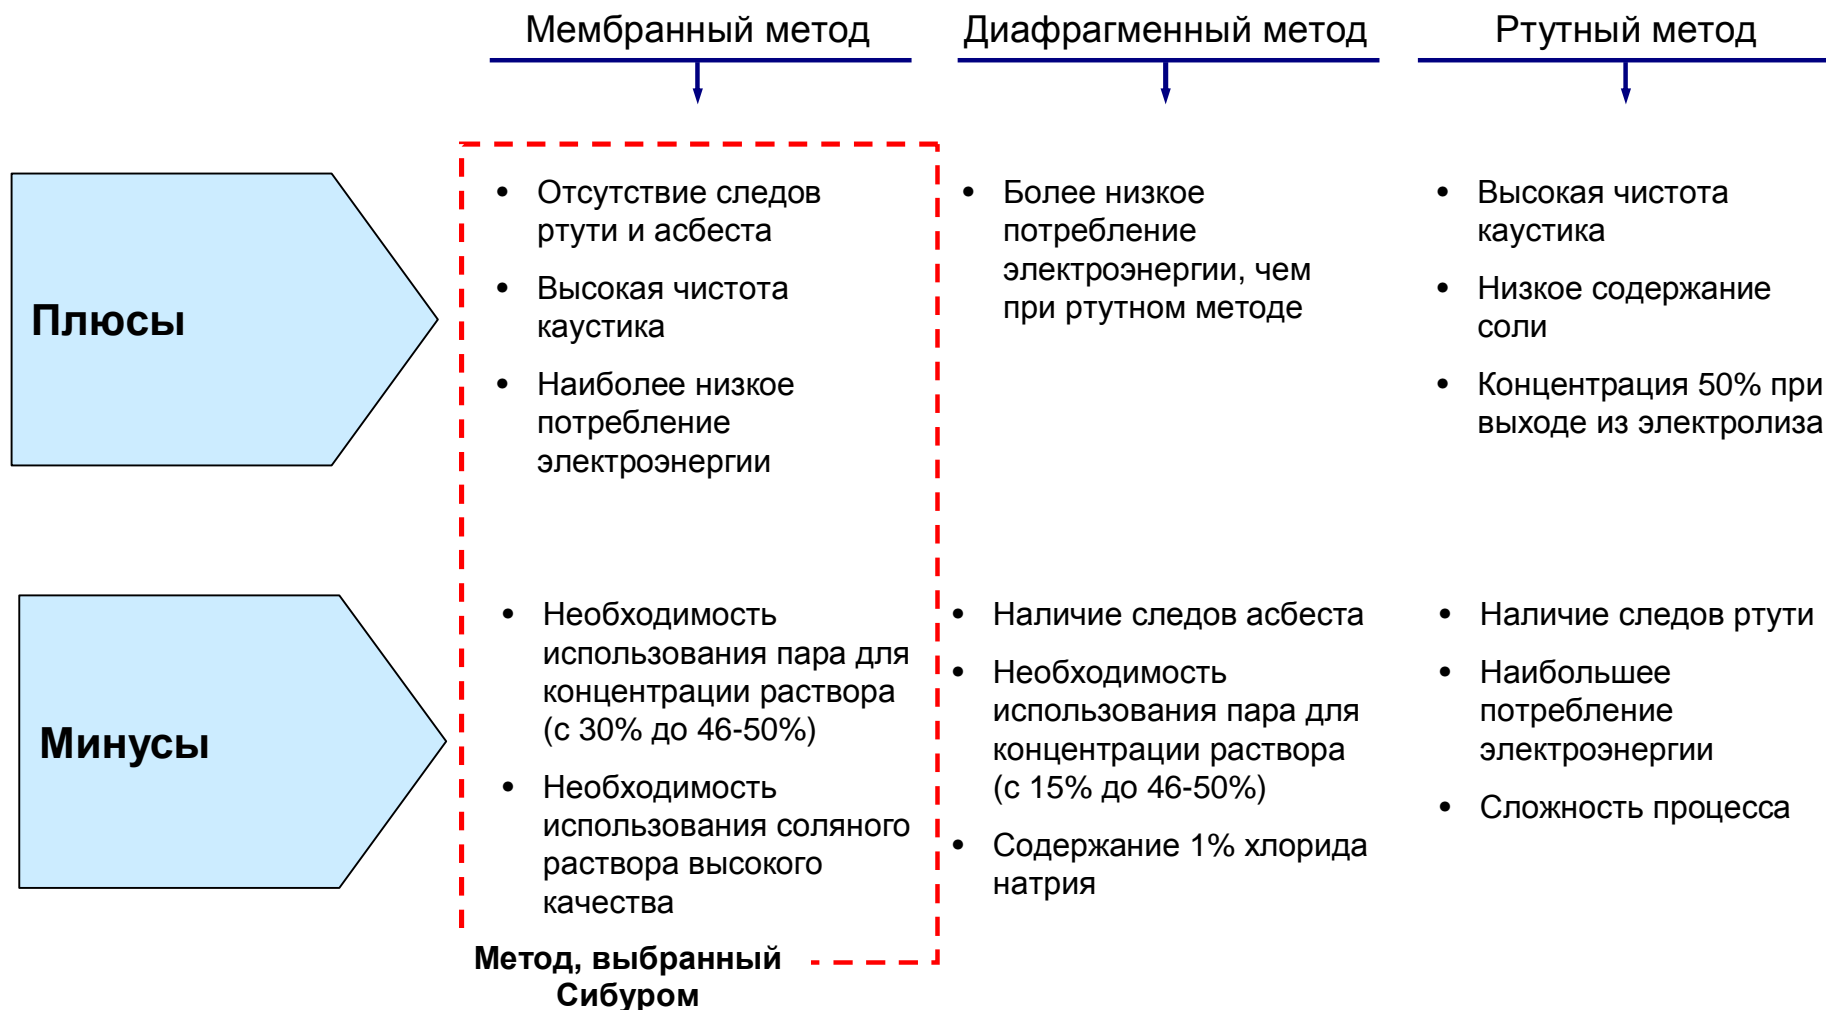 Мембранный метод
Диафрагменный метод
Ртутный метод
Плюсы
• Отсутствие следов
ртути и асбеста
• Высокая чистота
каустика
• Наиболее низкое
потребление
электроэнергии
• Более низкое
потребление
электроэнергии, чем
при ртутном методе
• Высокая чистота
каустика
• Низкое содержание
соли
• Концентрация 50% при
выходе из электролиза
Минусы
• Необходимость
использования пара для
концентрации раствора
(с 30% до 46-50%)
• Необходимость
использования соляного
раствора высокого
качества
• Наличие следов асбеста
• Необходимость
использования пара для
концентрации раствора
(с 15% до 46-50%)
• Содержание 1% хлорида
натрия
• Наличие следов ртути
• Наибольшее
потребление
электроэнергии
• Сложность процесса
Метод, выбранный
Сибуром